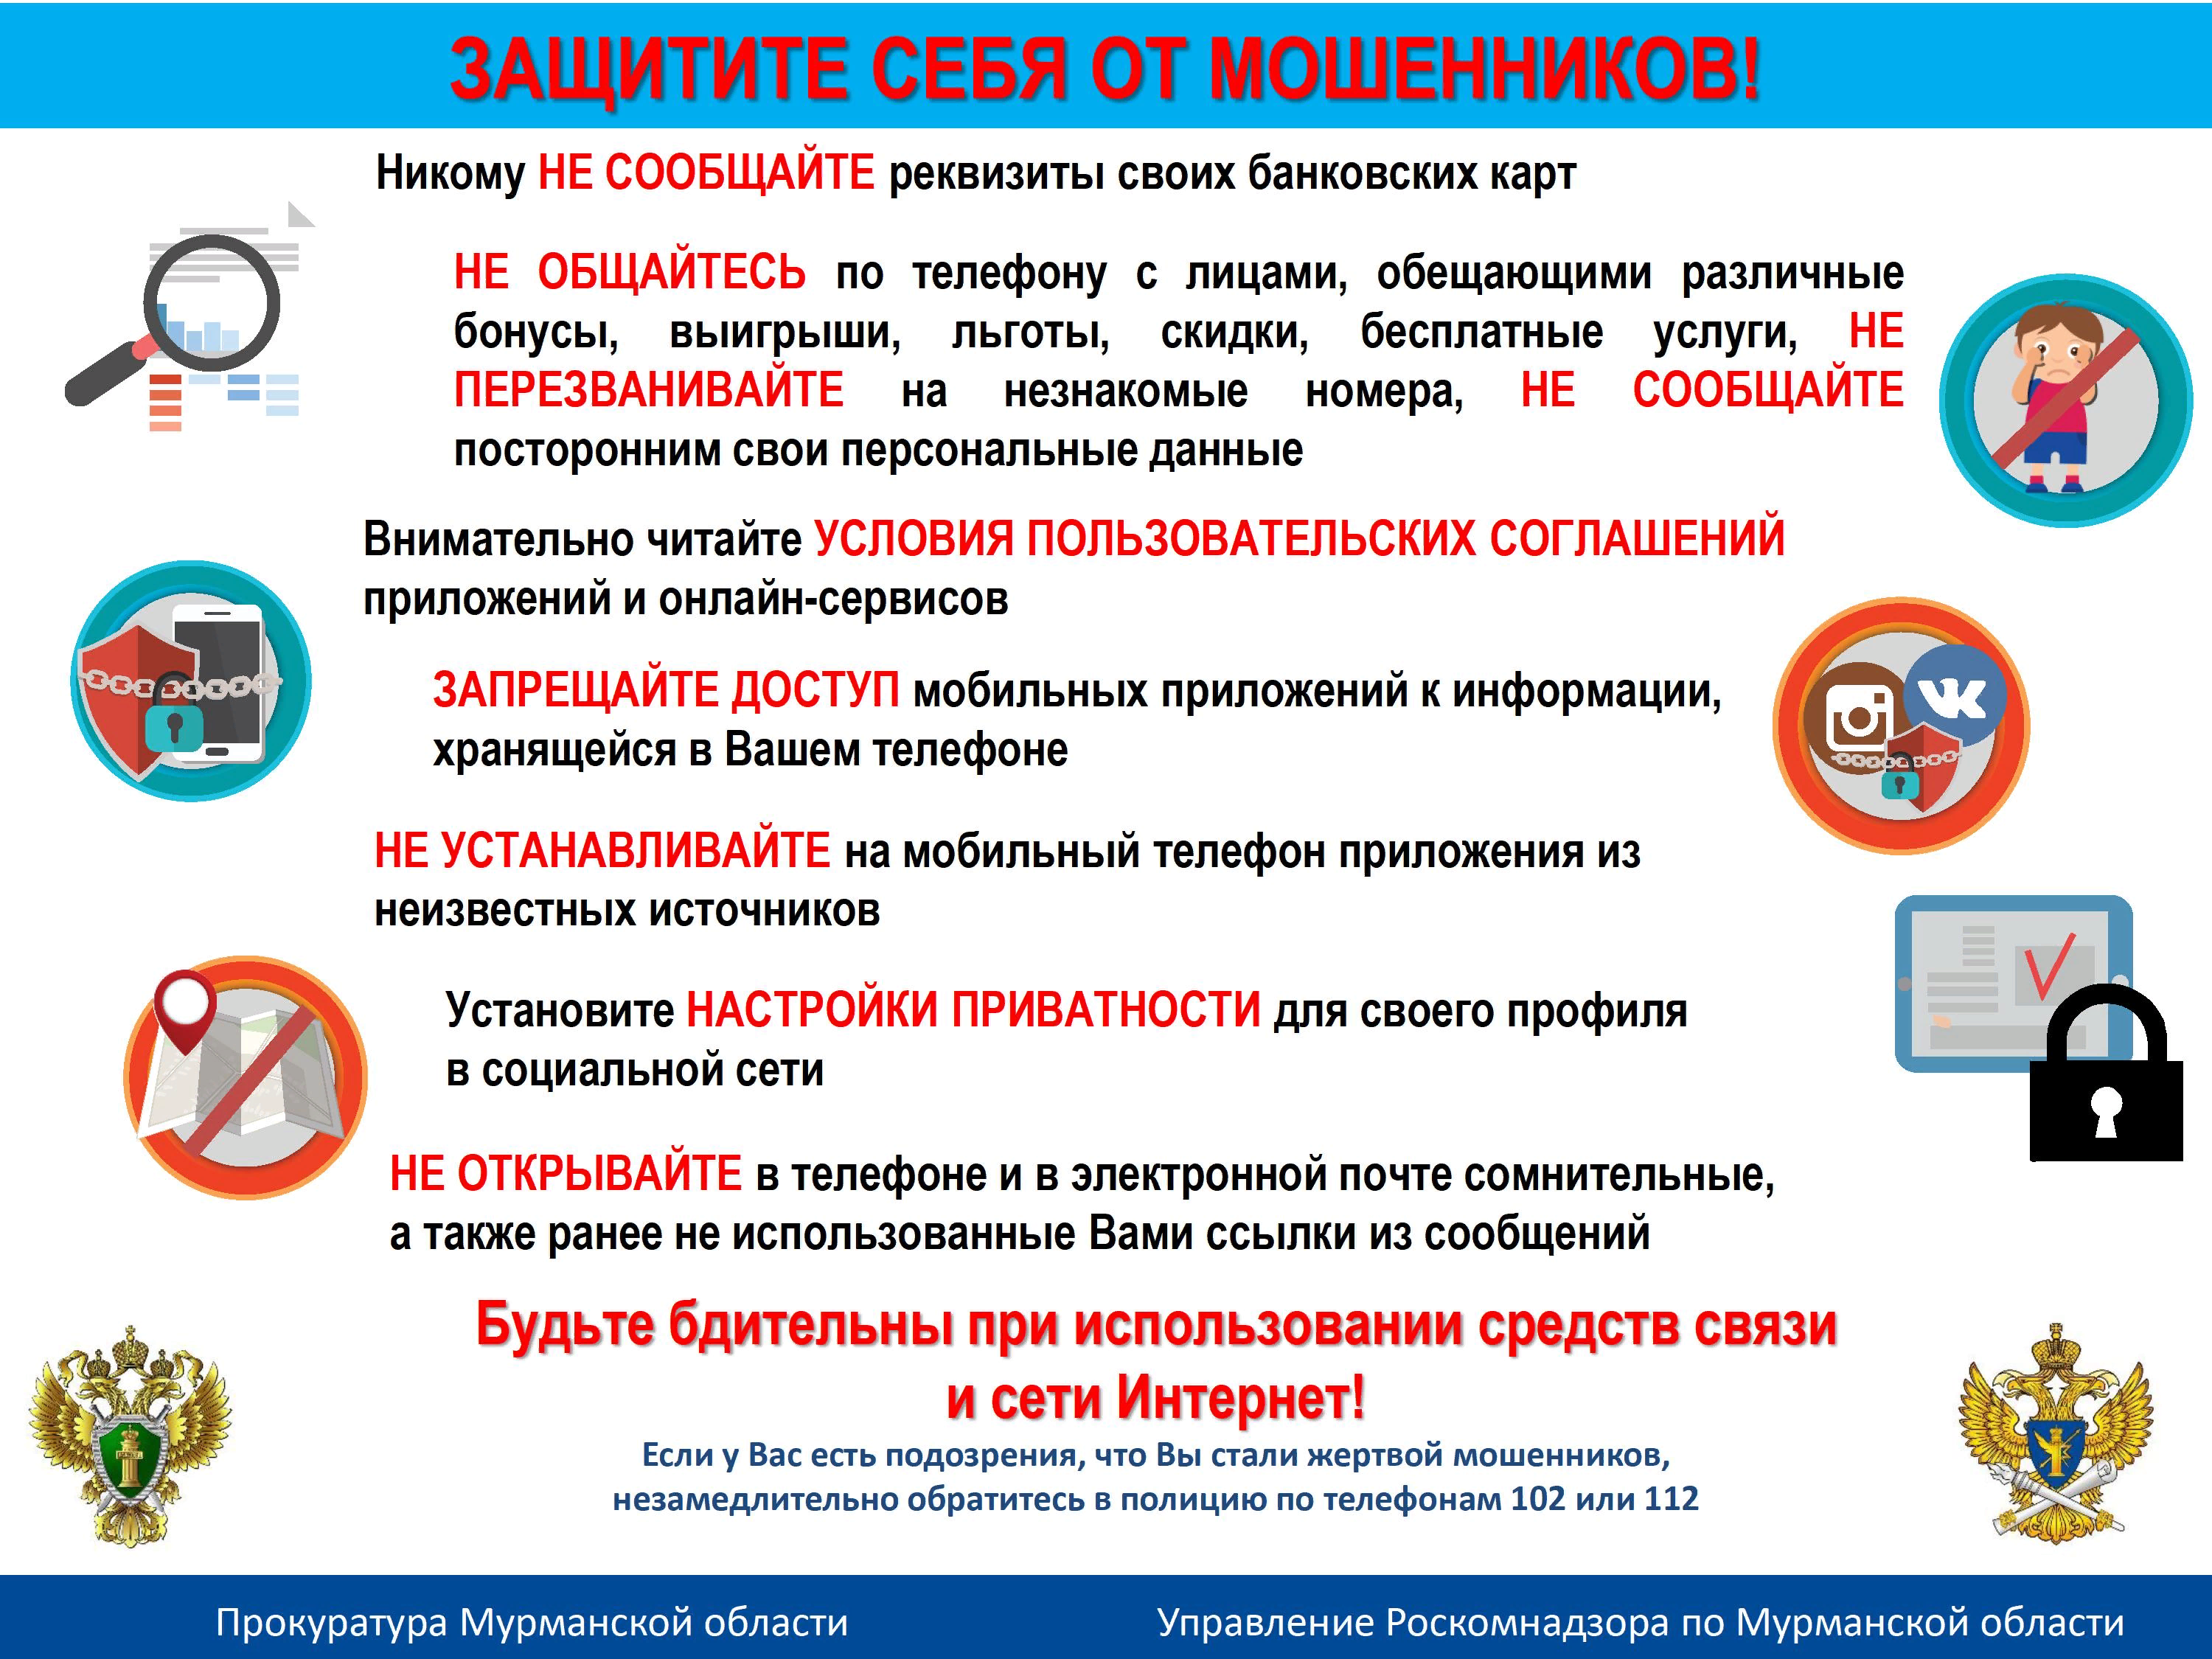 ЗАЩИТИТЕ СЕБЯ ОТ МОШЕННИКОВ!
Никому НЕ СООБЩАЙТЕ реквизиты своих банковских карт
НЕ ОБЩАЙТЕСЬ по телефону с лицами, обещающими различные
бонусы, выигрыши, льготы, скидки, бесплатные услуги, НЕ
ПЕРЕЗВАНИВАЙТЕ на незнакомые номера, НЕ СООБЩАЙТЕ
посторонним свои персональные данные
Внимательно читайте УСЛОВИЯ ПОЛЬЗОВАТЕЛЬСКИХ СОГЛАШЕНИЙ
приложений и онлайн-сервисов
ЗАПРЕЩАЙТЕ ДОСТУП мобильных приложений к информации,
хранящейся в Вашем телефоне
НЕ УСТАНАВЛИВАЙТЕ на мобильный телефон приложения из
неизвестных источников
Установите НАСТРОЙКИ ПРИВАТНОСТИ для своего профиля
в социальной сети
НЕ ОТКРЫВАЙТЕ в телефоне и в электронной почте сомнительные,
а также ранее не использованные Вами ссылки из сообщений
Будьте бдительны при использовании средств связи
и сети Интернет!
Если у Вас есть подозрения, что Вы стали жертвой мошенников,
незамедлительно обратитесь в полицию по телефонам 102 или 112
Прокуратура Мурманской области
Управление Роскомнадзора по Мурманской области